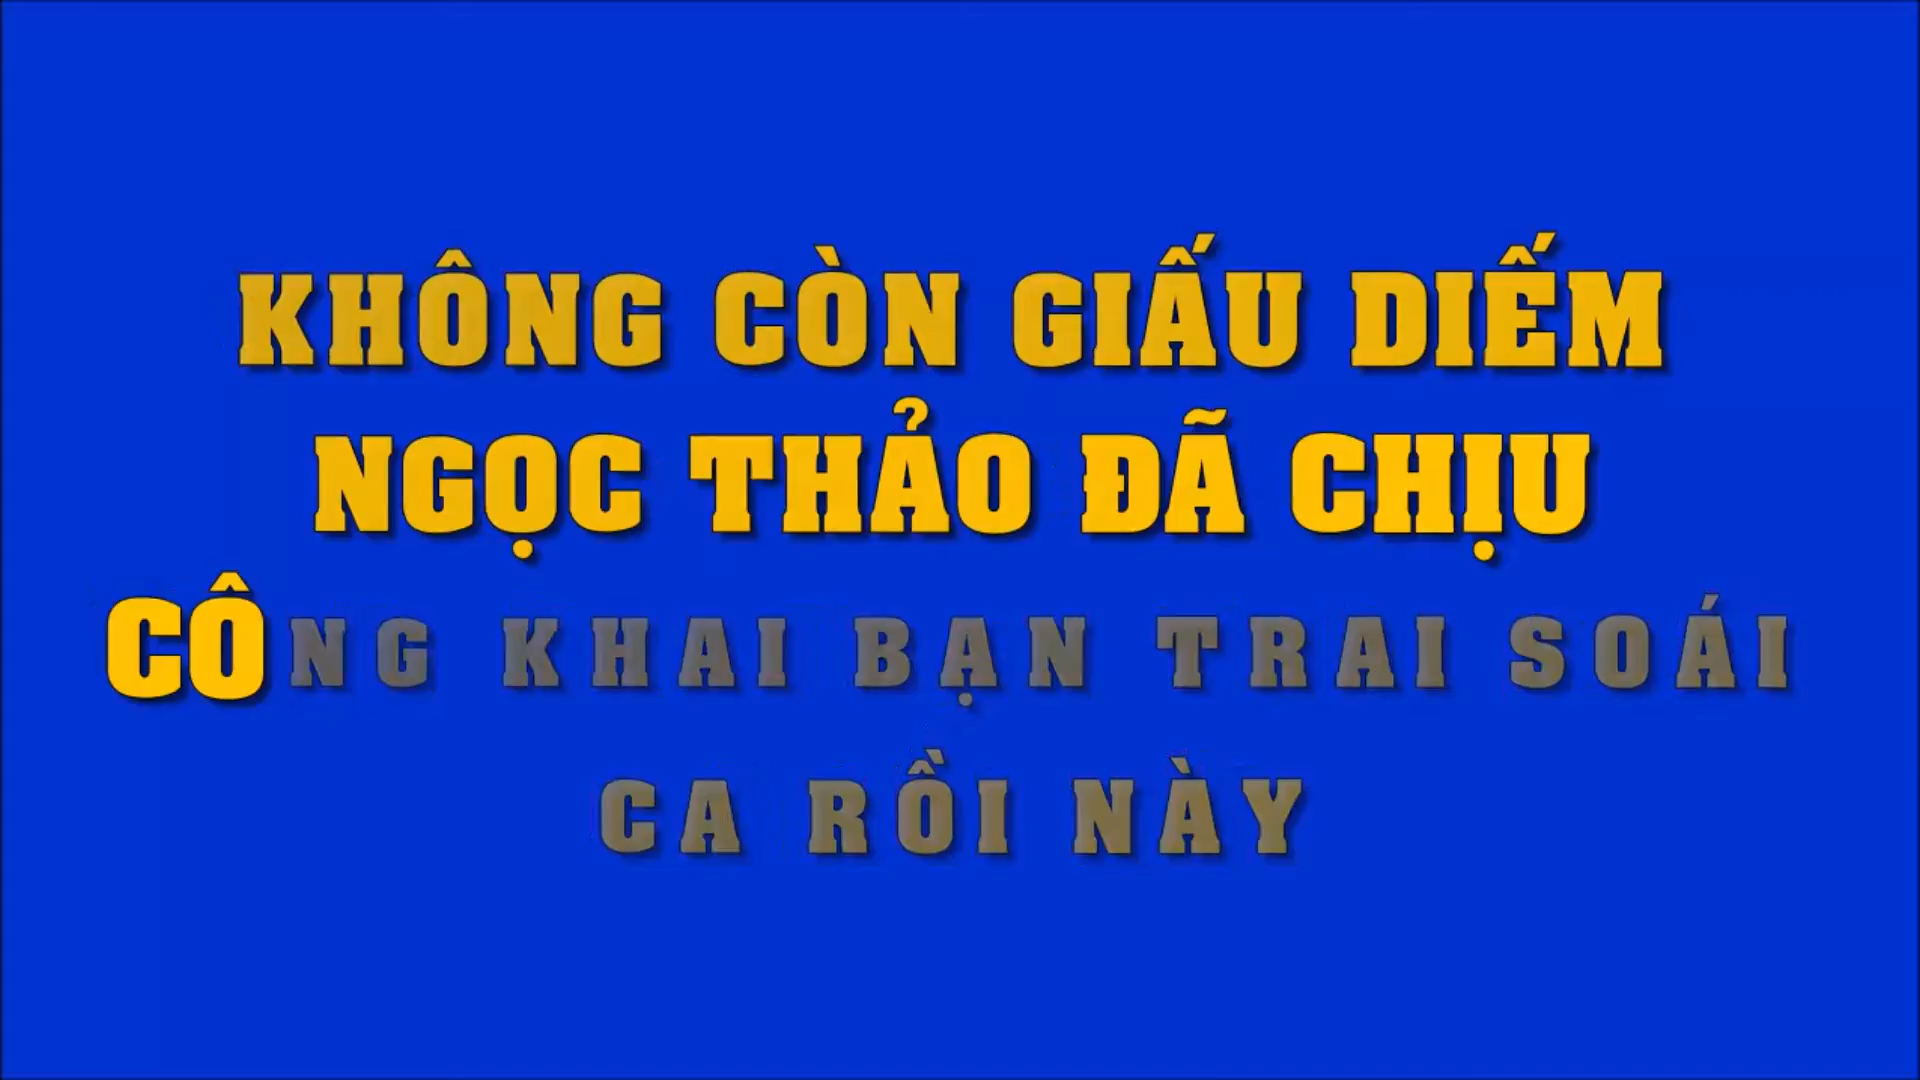 KHÔNG CÒN GIẤU DIẾM
NGỌC THẢO ĐÃ CHỊU
CÔNG KHAI BẠN TRAI SOÁI
CA RỒI NÀY